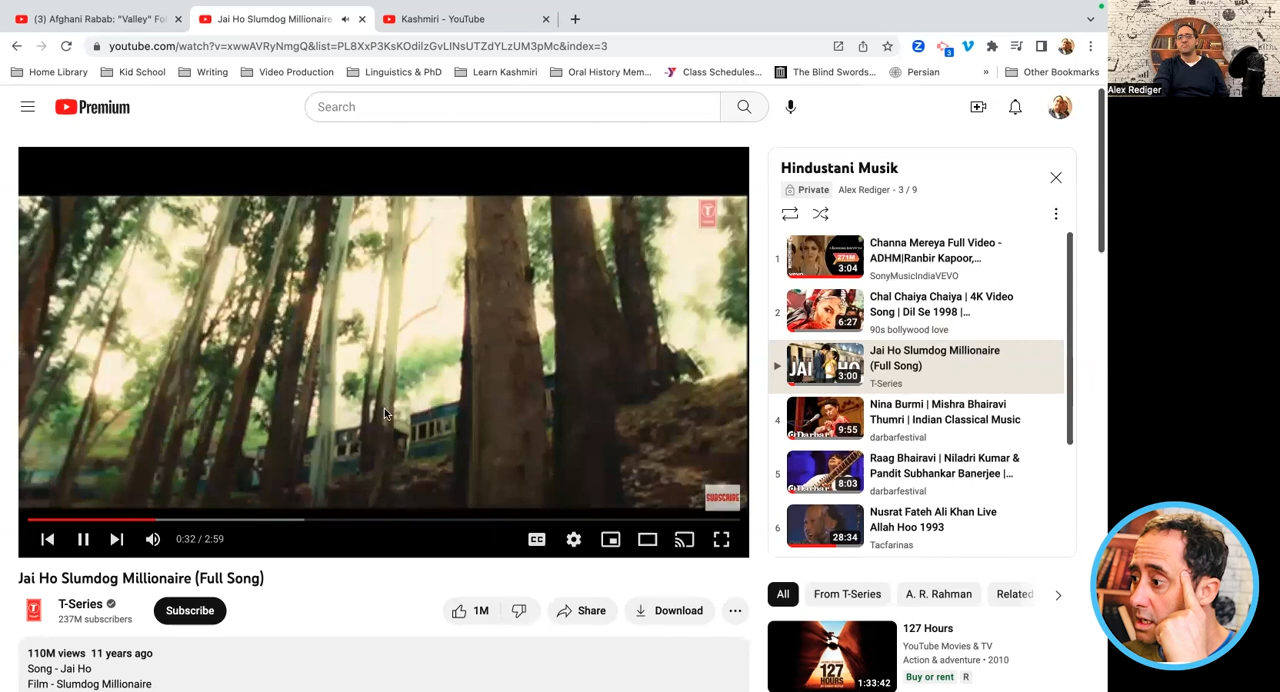 (3) Afghani Rabab: "Valley" Fo
Jai Ho Slumdog Millionaire
Kashmiri - YouTube
youtube.com/watch?v=xwwAVRyNmgQ&list=PL8XxP3KsKOdiIzGvLINsUTZdYLzUM3pMc&index=3
3
Home Library
Kid School
Writing
Video Production
Linguistics & PhD
Learn Kashmiri
Oral History Mem...
Class Schedules...
The Blind Swords...
Persian
»
Other Bookmarks
Alex Rediger
Premium
Search
Hindustani Musik
Private
Alex Rediger - 3 / 9
1
Channa Mereya Full Video -
ADHM|Ranbir Kapoor,...
SonyMusicIndiaVEVO
271M
3:04
2
Chal Chaiya Chaiya | 4K Video
Song | Dil Se 1998 |...
90s bollywood love
6:27
Jai Ho Slumdog Millionaire
(Full Song)
T-Series
JAI HO
3:00
4
Nina Burmi | Mishra Bhairavi
Thumri | Indian Classical Music
darbarfestival
9:55
5
Raag Bhairavi | Niladri Kumar &
Pandit Subhankar Banerjee |...
darbarfestival
8:03
6
Nusrat Fateh Ali Khan Live
Allah Hoo 1993
Tacfarinas
28:34
T
SUBSCRIBE
0:32 / 2:59
CC
Jai Ho Slumdog Millionaire (Full Song)
T-Series
237M subscribers
Subscribe
1M
Share
Download
110M views 11 years ago
Song - Jai Ho
Film - Slumdog Millionaire
All
From T-Series
A. R. Rahman
Related
127 Hours
YouTube Movies & TV
Action & adventure • 2010
Buy or rent
R
127
HOURS
1:33:42